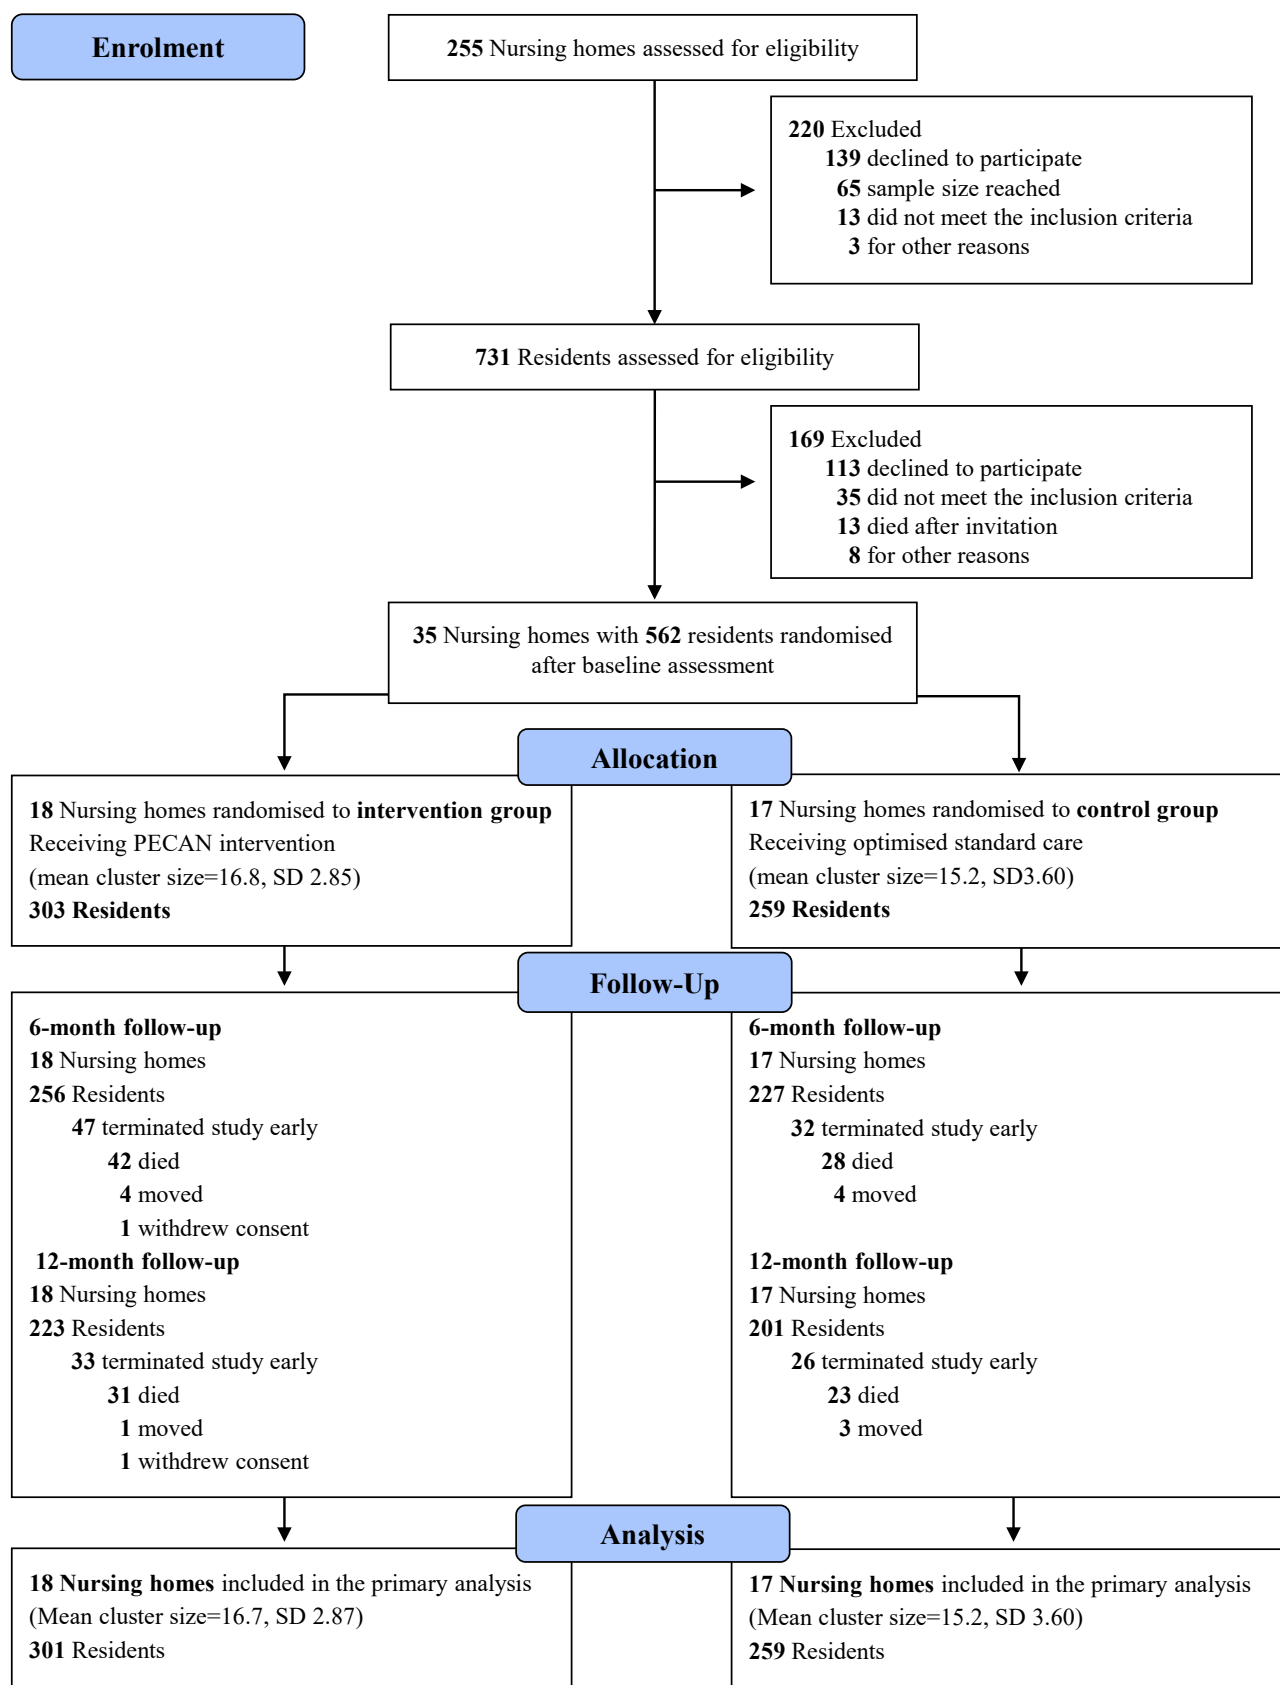 Enrolment
255 Nursing homes assessed for eligibility
220 Excluded
139 declined to participate
65 sample size reached
13 did not meet the inclusion criteria
3 for other reasons
731 Residents assessed for eligibility
169 Excluded
113 declined to participate
35 did not meet the inclusion criteria
13 died after invitation
8 for other reasons
35 Nursing homes with 562 residents randomised
after baseline assessment
Allocation
18 Nursing homes randomised to intervention group
Receiving PECAN intervention
(mean cluster size=16.8, SD 2.85)
303 Residents
17 Nursing homes randomised to control group
Receiving optimised standard care
(mean cluster size=15.2, SD3.60)
259 Residents
Follow-Up
6-month follow-up
18 Nursing homes
256 Residents
47 terminated study early
42 died
4 moved
1 withdrew consent
12-month follow-up
18 Nursing homes
223 Residents
33 terminated study early
31 died
1 moved
1 withdrew consent
6-month follow-up
17 Nursing homes
227 Residents
32 terminated study early
28 died
4 moved
12-month follow-up
17 Nursing homes
201 Residents
26 terminated study early
23 died
3 moved
Analysis
18 Nursing homes included in the primary analysis
(Mean cluster size=16.7, SD 2.87)
301 Residents
17 Nursing homes included in the primary analysis
(Mean cluster size=15.2, SD 3.60)
259 Residents